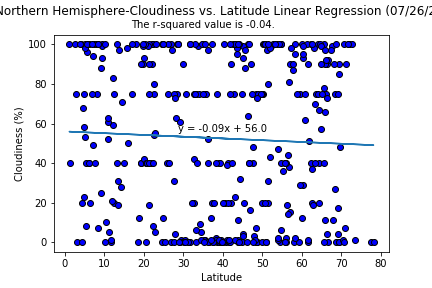 Northern Hemisphere-Cloudiness vs. Latitude Linear Regression (07/26/2
The r-squared value is -0.04.
100
80
60
40
20
0
Cloudiness (%)
y = -0.09x + 56.0
0 10 20 30 40 50 60 70 80
Latitude